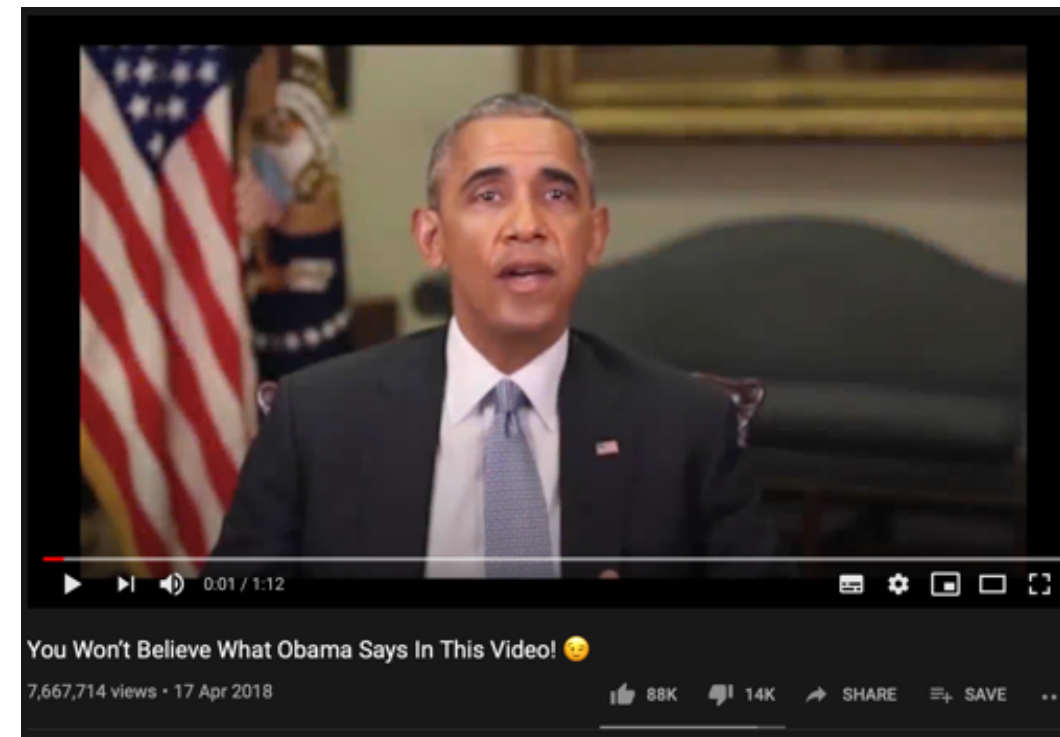 0:01 / 1:12
You Won't Believe What Obama Says In This Video! 😉
7,667,714 views • 17 Apr 2018
88K 14K SHARE SAVE